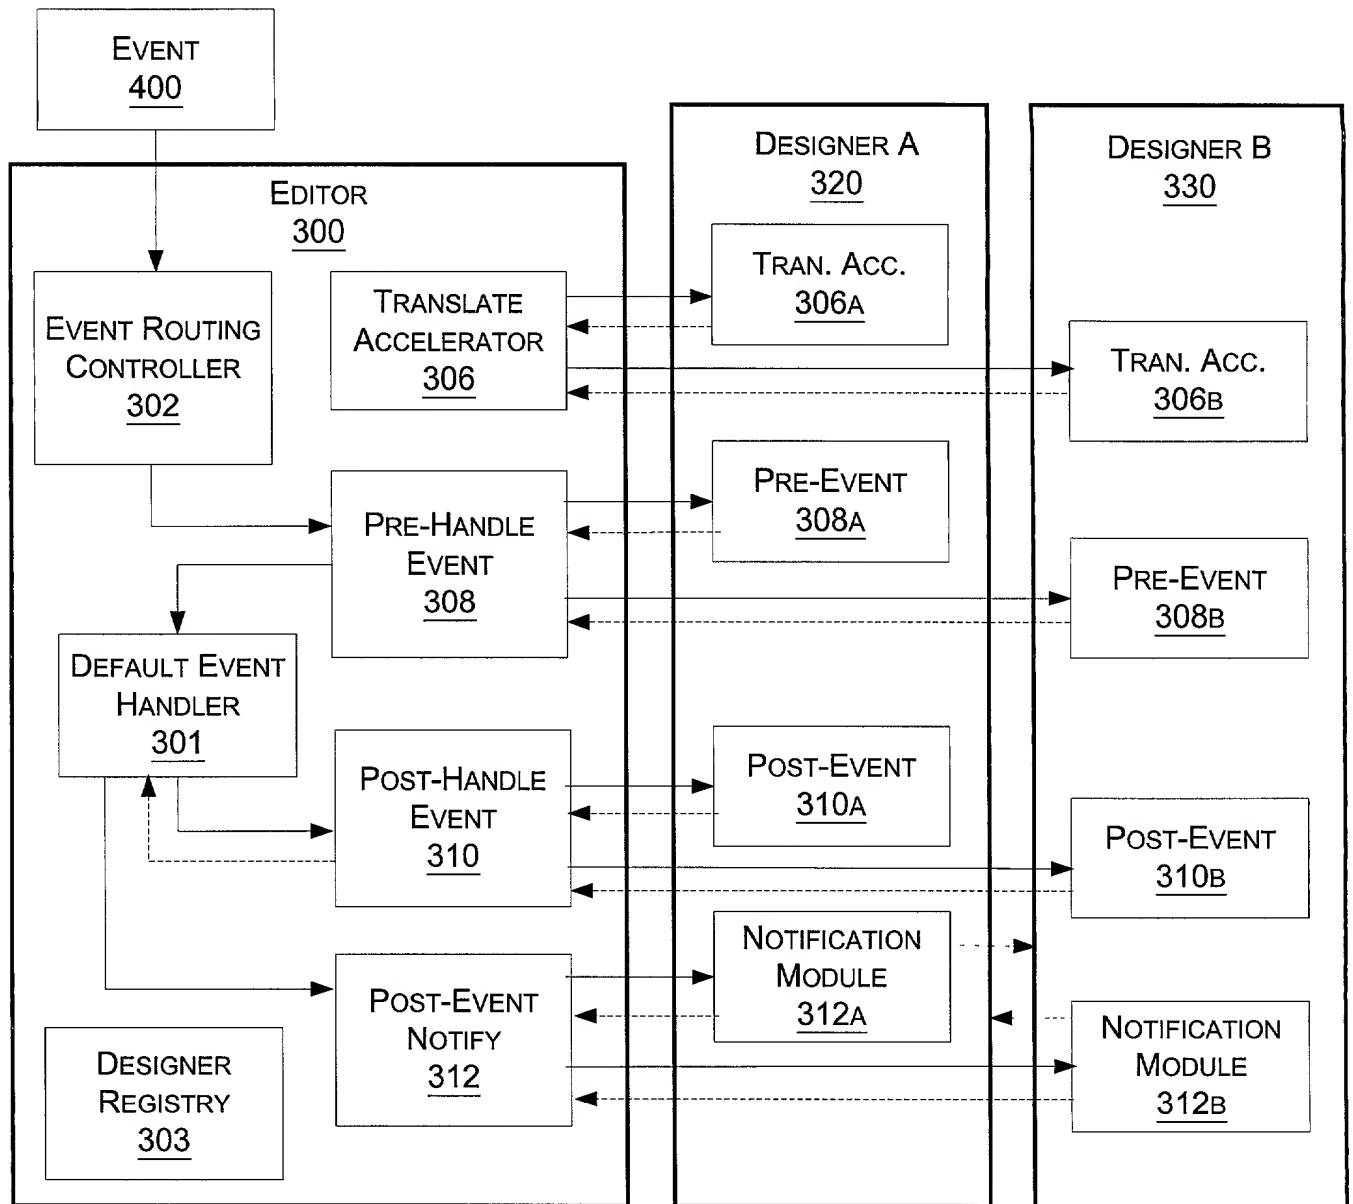 EVENT
400
EDITOR
300
EVENT ROUTING
CONTROLLER
302
TRANSLATE
ACCELERATOR
306
PRE-HANDLE
EVENT
308
DEFAULT EVENT
HANDLER
301
POST-HANDLE
EVENT
310
POST-EVENT
NOTIFY
312
DESIGNER
REGISTRY
303
DESIGNER A
320
TRAN. ACC.
306A
PRE-EVENT
308A
POST-EVENT
310A
NOTIFICATION
MODULE
312A
DESIGNER B
330
TRAN. ACC.
306B
PRE-EVENT
308B
POST-EVENT
310B
NOTIFICATION
MODULE
312B